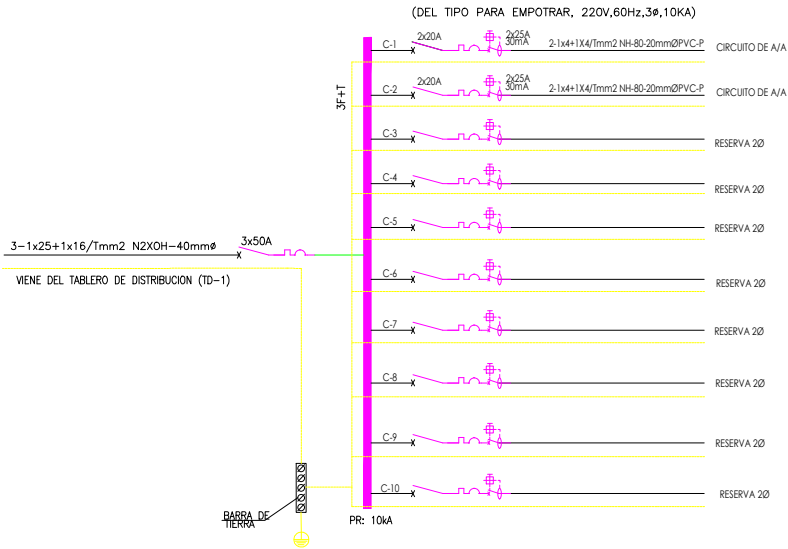 (DEL TIPO PARA EMPOTRAR, 220V,60Hz,3ø,10KA)
C-1 2x20A 2x25A
30mA
2-1x4+1X4/Tmm2 NH-80-20mmØPVC-P CIRCUITO DE A/A
3F+T
C-2 2x20A 2x25A
30mA
2-1x4+1X4/Tmm2 NH-80-20mmØPVC-P CIRCUITO DE A/A
C-3 RESERVA 2Ø
C-4 RESERVA 2Ø
C-5 RESERVA 2Ø
3-1x25+1x16/Tmm2 N2XOH-40mmø 3x50A
VIENE DEL TABLERO DE DISTRIBUCION (TD-1)
C-6 RESERVA 2Ø
C-7 RESERVA 2Ø
C-8 RESERVA 2Ø
C-9 RESERVA 2Ø
C-10 RESERVA 2Ø
BARRA DE
TIERRA
PR: 10kA